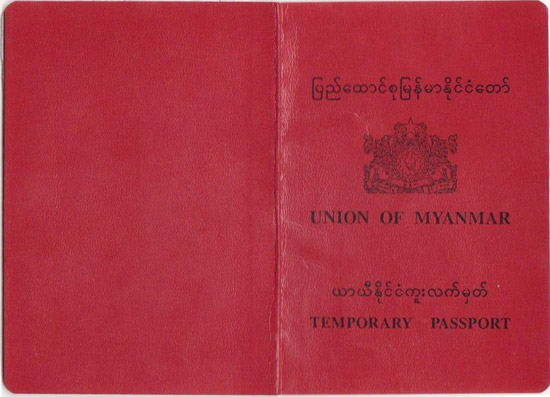 ပြည်ထောင်စုမြန်မာနိုင်ငံတော်
UNION OF MYANMAR
ယာယီနိုင်ငံကူးလက်မှတ်
TEMPORARY PASSPORT